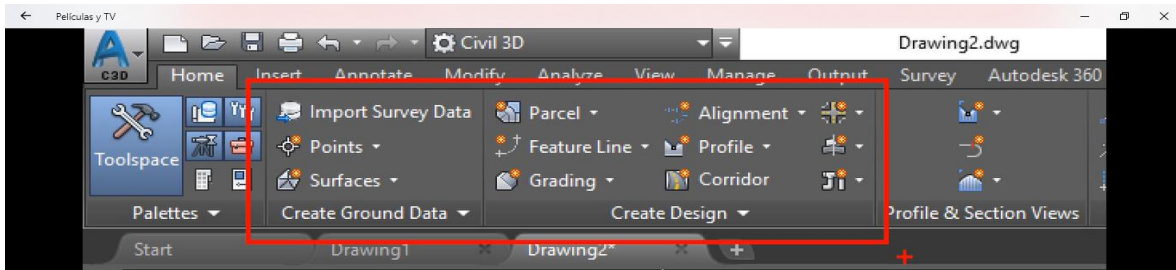 Películas y TV
Civil 3D
Drawing2.dwg
C3D
Home Insert Annotate Modify Analyze View Manage Output Survey Autodesk 360
Import Survey Data Parcel Alignment
Toolspace Points Feature Line Profile
Surfaces Grading Corridor
Palettes Create Ground Data Create Design Profile & Section Views
Start Drawing1 Drawing2*